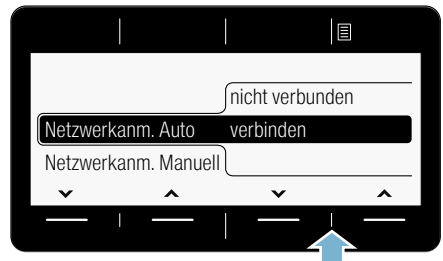 nicht verbunden
Netzwerkanm. Auto verbinden
Netzwerkanm. Manuell